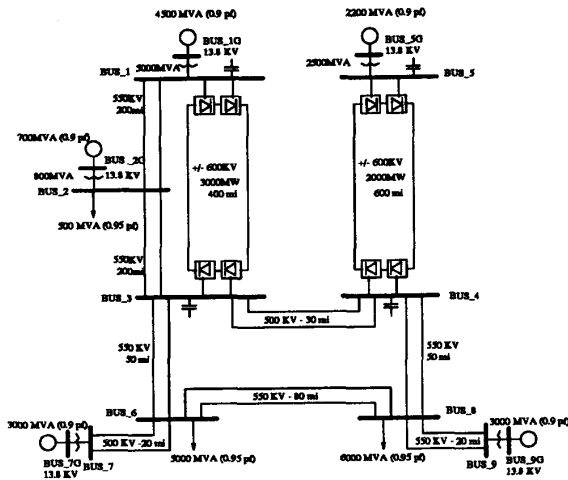 4500 MVA (0.9 pf)
BUS_1G
13.8 KV
5000MVA
BUS_1
2200 MVA (0.9 pf)
BUS_5G
13.8 KV
2500MVA
BUS_5
550KV
200mi
700MVA (0.9 pf)
BUS_2G
800MVA
13.8 KV
BUS_2
500 MVA (0.95 pf)
+/- 600KV
3000MW
400 mi
+/- 600KV
2000MW
600 mi
550KV
200mi
BUS_3
BUS_4
500 KV - 30 mi
550 KV
50 mi
550 KV
50 mi
550 KV - 80 mi
BUS_6
BUS_8
3000 MVA (0.9 pf)
500 KV -20 mi
BUS_7G
13.8 KV
BUS_7
5000 MVA (0.95 pf)
6000 MVA (0.95 pf)
550 KV - 20 mi
3000 MVA (0.9 pf)
BUS_9
BUS_9G
13.8 KV